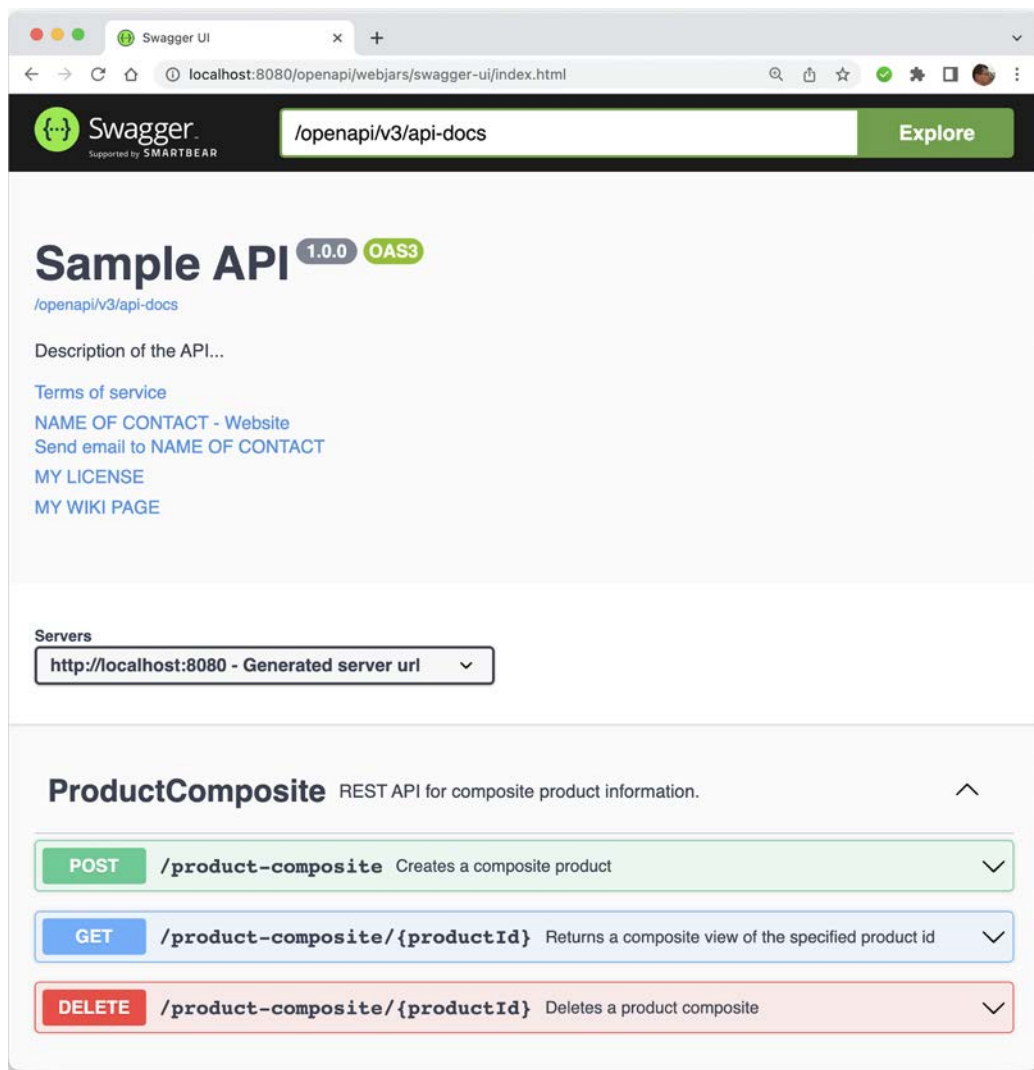 Swagger UI
localhost:8080/openapi/webjars/swagger-ui/index.html
Swagger
Supported by SMARTBEAR
/openapi/v3/api-docs
Explore
Sample API 1.0.0 OAS3
/openapi/v3/api-docs
Description of the API...
Terms of service
NAME OF CONTACT - Website
Send email to NAME OF CONTACT
MY LICENSE
MY WIKI PAGE
Servers
http://localhost:8080 - Generated server url
ProductComposite REST API for composite product information.
POST /product-composite Creates a composite product
GET /product-composite/{productId} Returns a composite view of the specified product id
DELETE /product-composite/{productId} Deletes a product composite